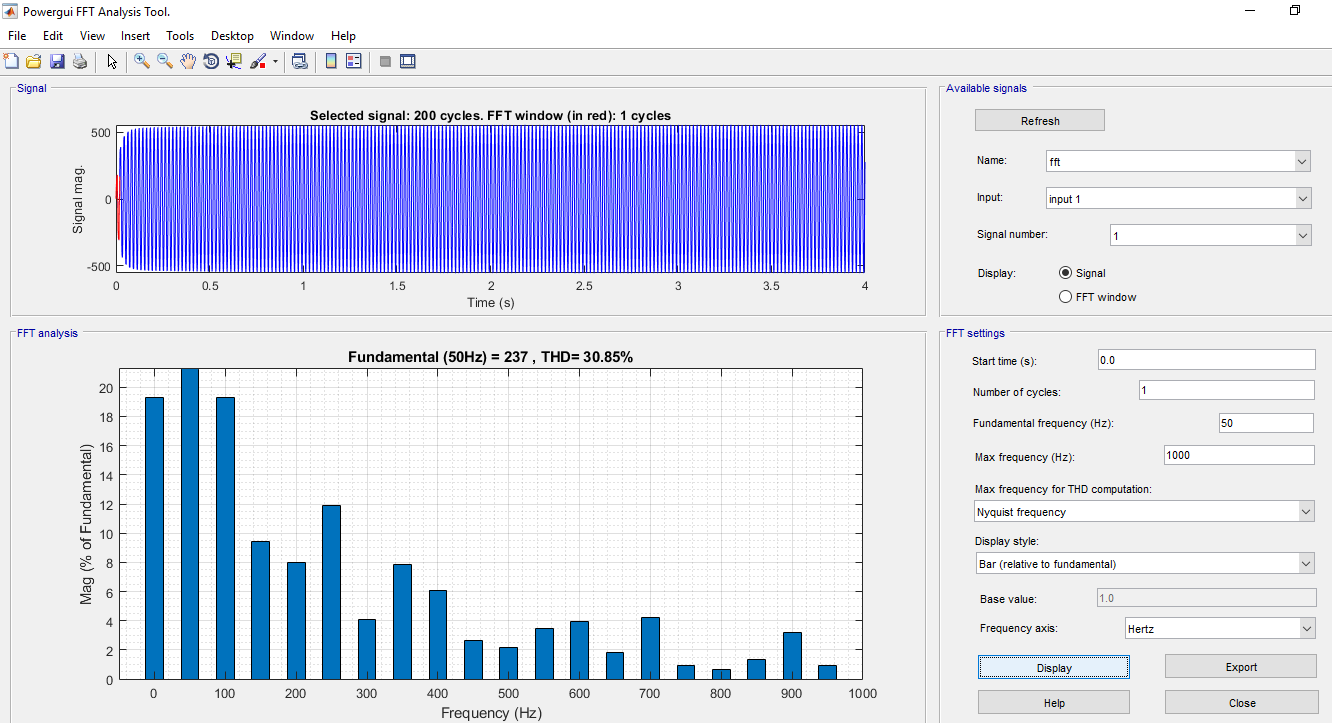 Powergui FFT Analysis Tool.
File Edit View Insert Tools Desktop Window Help
Signal
Selected signal: 200 cycles. FFT window (in red): 1 cycles
500
0
-500
Signal mag.
0 0.5 1 1.5 2 2.5 3 3.5 4
Time (s)
FFT analysis
Fundamental (50Hz) = 237 , THD= 30.85%
20
18
16
14
12
10
8
6
4
2
0
Mag (% of Fundamental)
0 100 200 300 400 500 600 700 800 900 1000
Frequency (Hz)
Available signals
Refresh
Name: fft
Input: input 1
Signal number: 1
Display: Signal
FFT window
FFT settings
Start time (s): 0.0
Number of cycles: 1
Fundamental frequency (Hz): 50
Max frequency (Hz): 1000
Max frequency for THD computation:
Nyquist frequency
Display style:
Bar (relative to fundamental)
Base value: 1.0
Frequency axis: Hertz
Display Export
Help Close